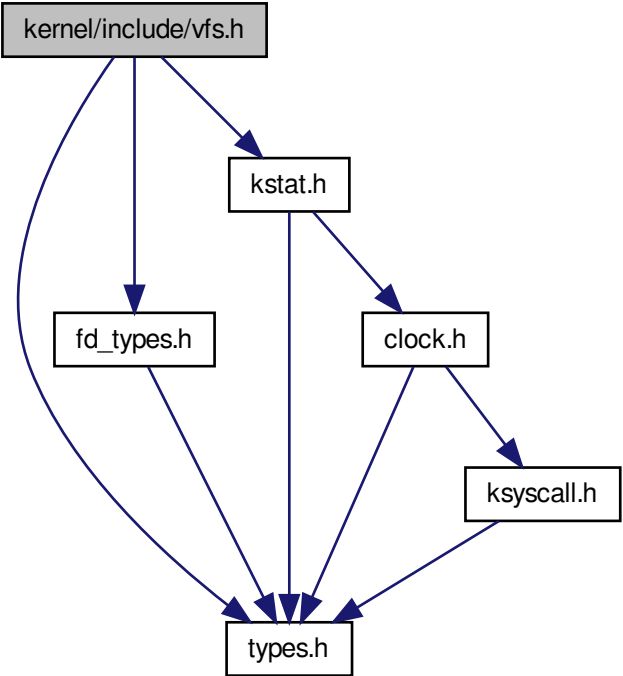 kernel/include/vfs.h
kstat.h
fd_types.h
clock.h
ksyscall.h
types.h